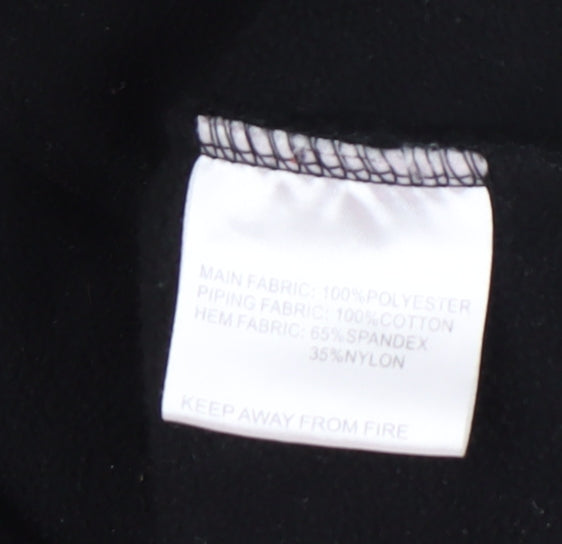 MAIN FABRIC: 100%POLYESTER
PIPING FABRIC: 100%COTTON
HEM FABRIC: 65%SPANDEX
35%NYLON
KEEP AWAY FROM FIRE